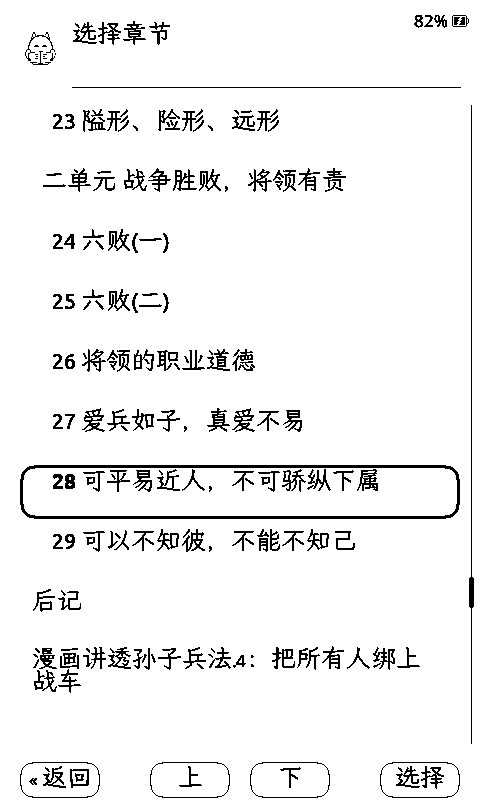 82%
选择章节
23 隘形、险形、远形
二单元 战争胜败，将领有责
24 六败(一)
25 六败(二)
26 将领的职业道德
27 爱兵如子，真爱不易
28 可平易近人，不可骄纵下属
29 可以不知彼，不能不知己
后记
漫画讲透孙子兵法.4：把所有人绑上
战车
« 返回
上
下
选择